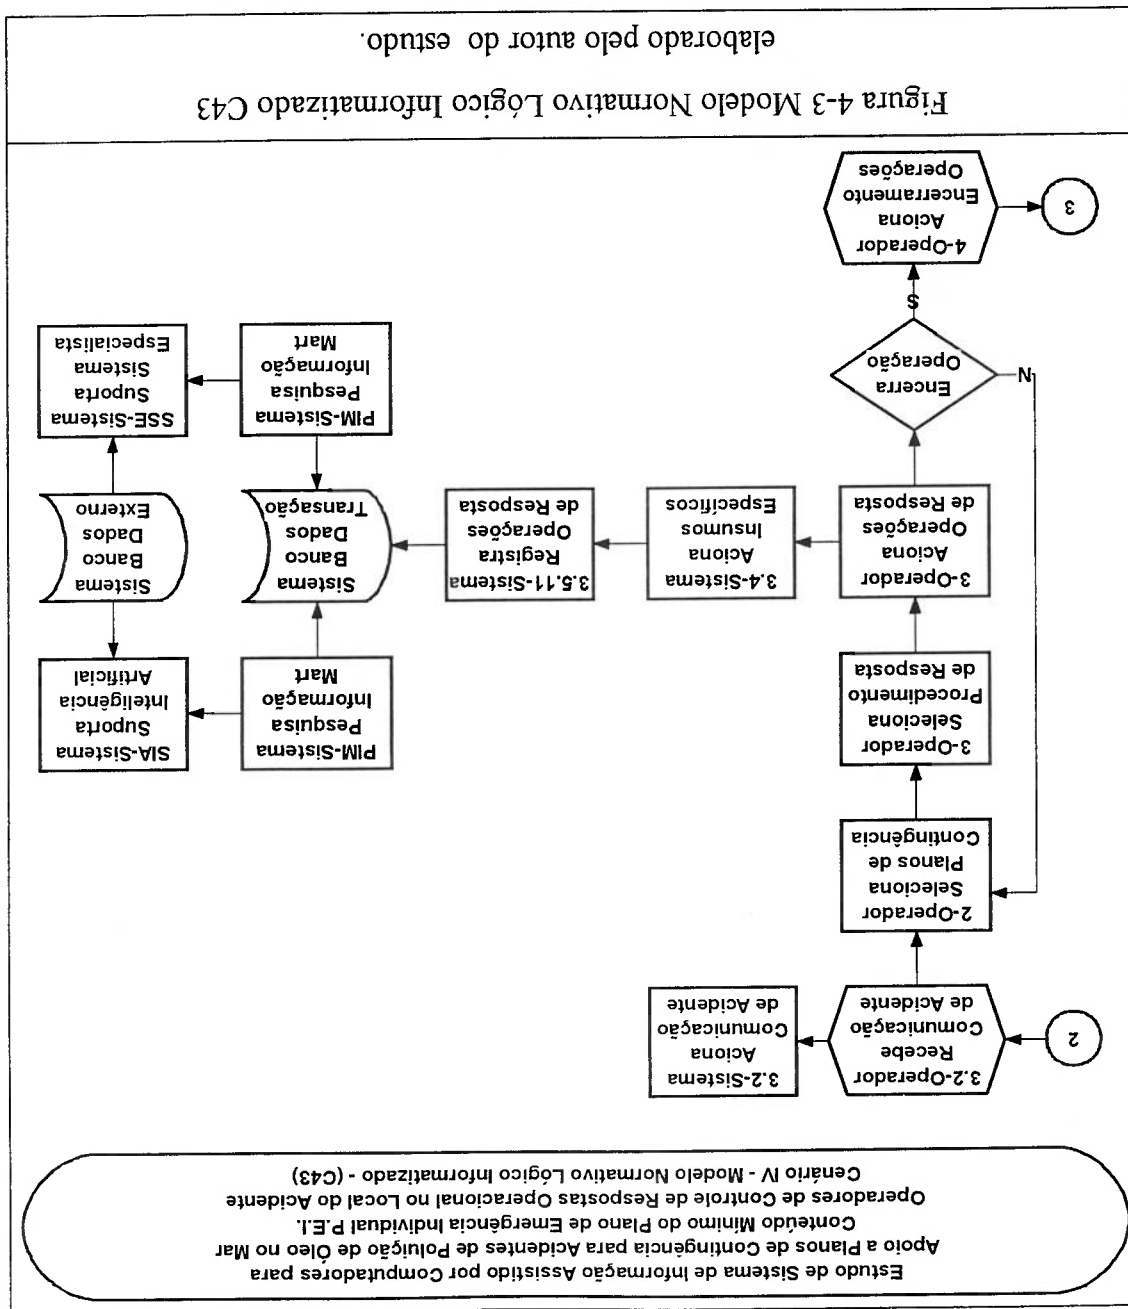 Estudo de Sistema de Informação Assistido por Computadores para
Apoio a Planos de Contingência para Acidentes de Poluição de Óleo no Mar
Conteúdo Mínimo do Plano de Emergência Individual P.E.I.
Operadores de Controle de Respostas Operacional no Local do Acidente
Cenário IV - Modelo Normativo Lógico Informatizado - (C43)
2
3.2-Operador
Recebe
Comunicação
de Acidente
3.2-Sistema
Aciona
Comunicação
de Acidente
2-Operador
Seleciona
Planos de
Contingência
3-Operador
Seleciona
Procedimento
de Resposta
PIM-Sistema
Pesquisa
Informação
Mart
SIA-Sistema
Suporta
Inteligência
Artificial
3-Operador
Aciona
Operações
de Resposta
3.4-Sistema
Aciona
Insumos
Específicos
3.5.11-Sistema
Registra
Operações
de Resposta
Sistema
Banco
Dados
Transação
Sistema
Banco
Dados
Externo
Encerra
Operação
N
S
PIM-Sistema
Pesquisa
Informação
Mart
SSE-Sistema
Suporta
Sistema
Especialista
4-Operador
Aciona
Encerramento
Operações
3
Figura 4-3 Modelo Normativo Lógico Informatizado C43
elaborado pelo autor do estudo.